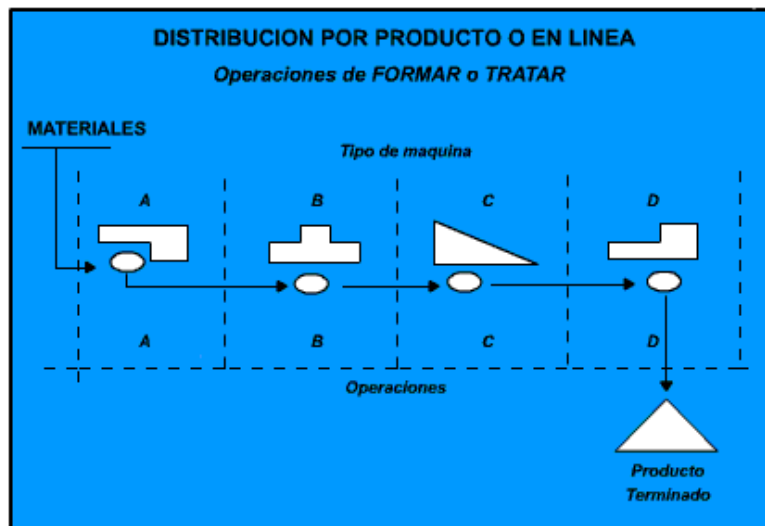 DISTRIBUCION POR PRODUCTO O EN LINEA
Operaciones de FORMAR o TRATAR
MATERIALES
Tipo de maquina
A B C D
A B C D
Operaciones
Producto
Terminado